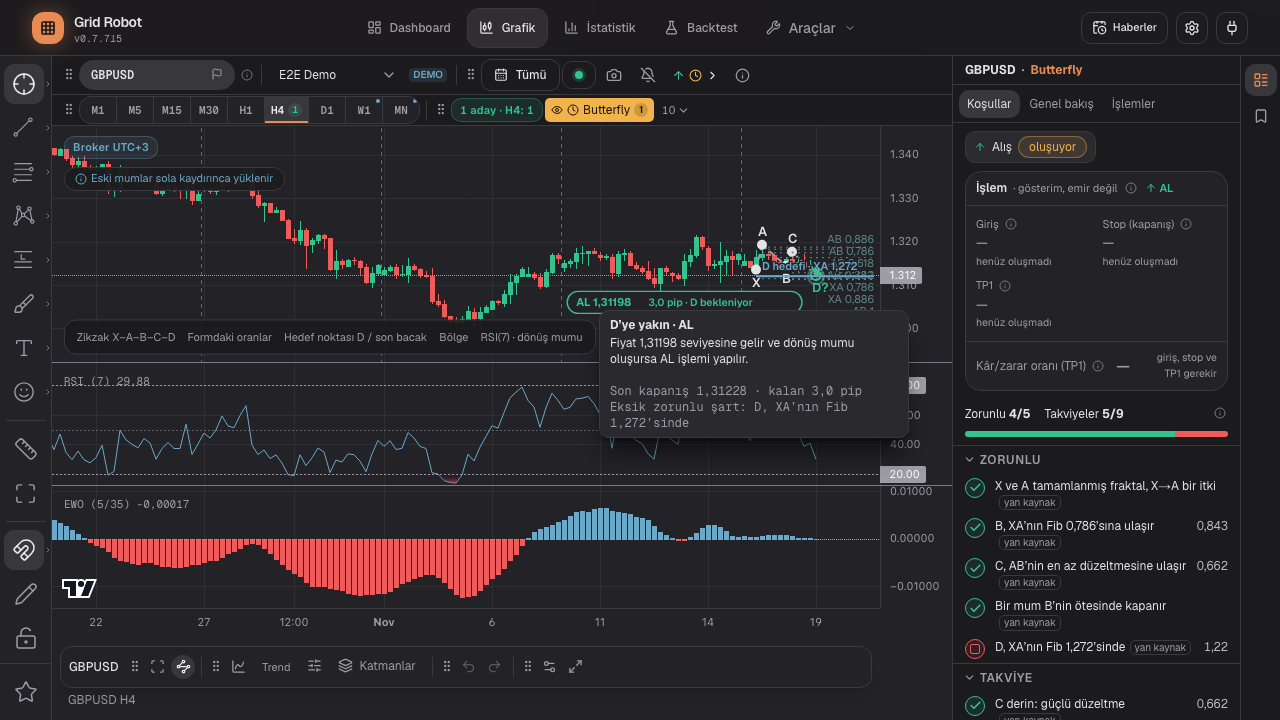 Grid Robot
v0.7.715
Dashboard
Grafik
İstatistik
Backtest
Araçlar
Haberler
GBPUSD
E2E Demo
DEMO
Tümü
M1
M5
M15
M30
H1
H4 1
D1
W1
MN
1 aday · H4: 1
Butterfly 1
10
Broker UTC+3
Eski mumlar sola kaydırınca yüklenir
1.340
1.330
1.320
1.312
1.310
A
C
X
B
D?
AB 0,886
AB 0,786
D hedefi · XA 1,272
XA 0,786
XA 0,886
AL 1,31198 3,0 pip · D bekleniyor
Zikzak X–A–B–C–D Formdaki oranlar Hedef noktası D / son bacak Bölge RSI(7) · dönüş mumu
D'ye yakın · AL
Fiyat 1,31198 seviyesine gelir ve dönüş mumu
oluşursa AL işlemi yapılır.
Son kapanış 1,31228 · kalan 3,0 pip
Eksik zorunlu şart: D, XA'nın Fib
1,272'sinde
RSI (7) 29.88
40.00
20.00
EWO (5/35) -0,00017
0.01000
0.00000
−0.01000
22
27
12:00
Nov
6
11
14
19
GBPUSD
Trend
Katmanlar
GBPUSD H4
GBPUSD · Butterfly
Koşullar
Genel bakış
İşlemler
Alış
oluşuyor
İşlem · gösterim, emir değil
AL
Giriş
—
henüz oluşmadı
Stop (kapanış)
—
henüz oluşmadı
TP1
—
henüz oluşmadı
Kâr/zarar oranı (TP1)
—
giriş, stop ve
TP1 gerekir
Zorunlu 4/5 Takviyeler 5/9
ZORUNLU
X ve A tamamlanmış fraktal, X→A bir itki
yan kaynak
B, XA'nın Fib 0,786'sına ulaşır 0,843
yan kaynak
C, AB'nin en az düzeltmesine ulaşır 0,662
yan kaynak
Bir mum B'nin ötesinde kapanır
yan kaynak
D, XA'nın Fib 1,272'sinde yan kaynak 1,22
TAKVİYE
C derin: güçlü düzeltme 0,662